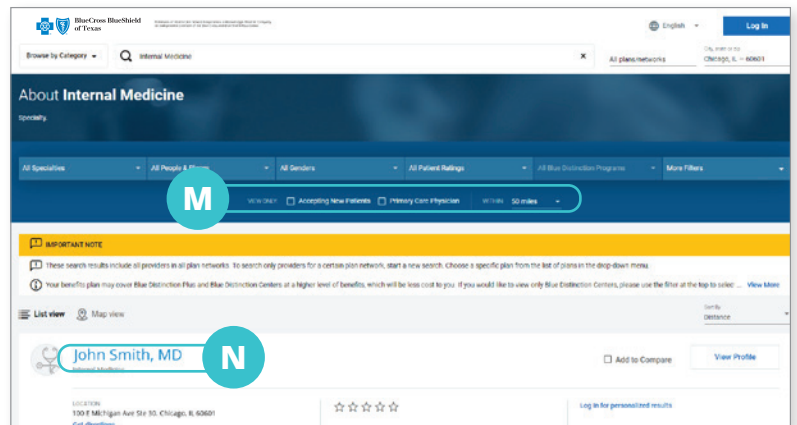 BlueCross BlueShield
of Texas
English
Log In
Browse by Category
Internal Medicine
×
All plans/networks
City, state or zip
Chicago, IL – 60601
About Internal Medicine
Specialty.
All Specialties
All People &
All Genders
All Patient Ratings
All Blue Distinction Programs
More Filters
M
VIEW ONLY Accepting New Patients Primary Care Physician WITHIN 50 miles
IMPORTANT NOTE
These search results include all providers in all plan networks. To search only providers for a certain plan network, start a new search. Choose a specific plan from the list of plans in the drop-down menu.
Your benefits plan may cover Blue Distinction Plus and Blue Distinction Centers at a higher level of benefits, which will be less cost to you. If you would like to view only Blue Distinction Centers, please use the filter at the top to select ... View More
List view
Map view
Sort By
Distance
John Smith, MD
N
Internal Medicine
Add to Compare
View Profile
LOCATION
100 E Michigan Ave Ste 30, Chicago, IL 60601
Get directions
Log in for personalized results